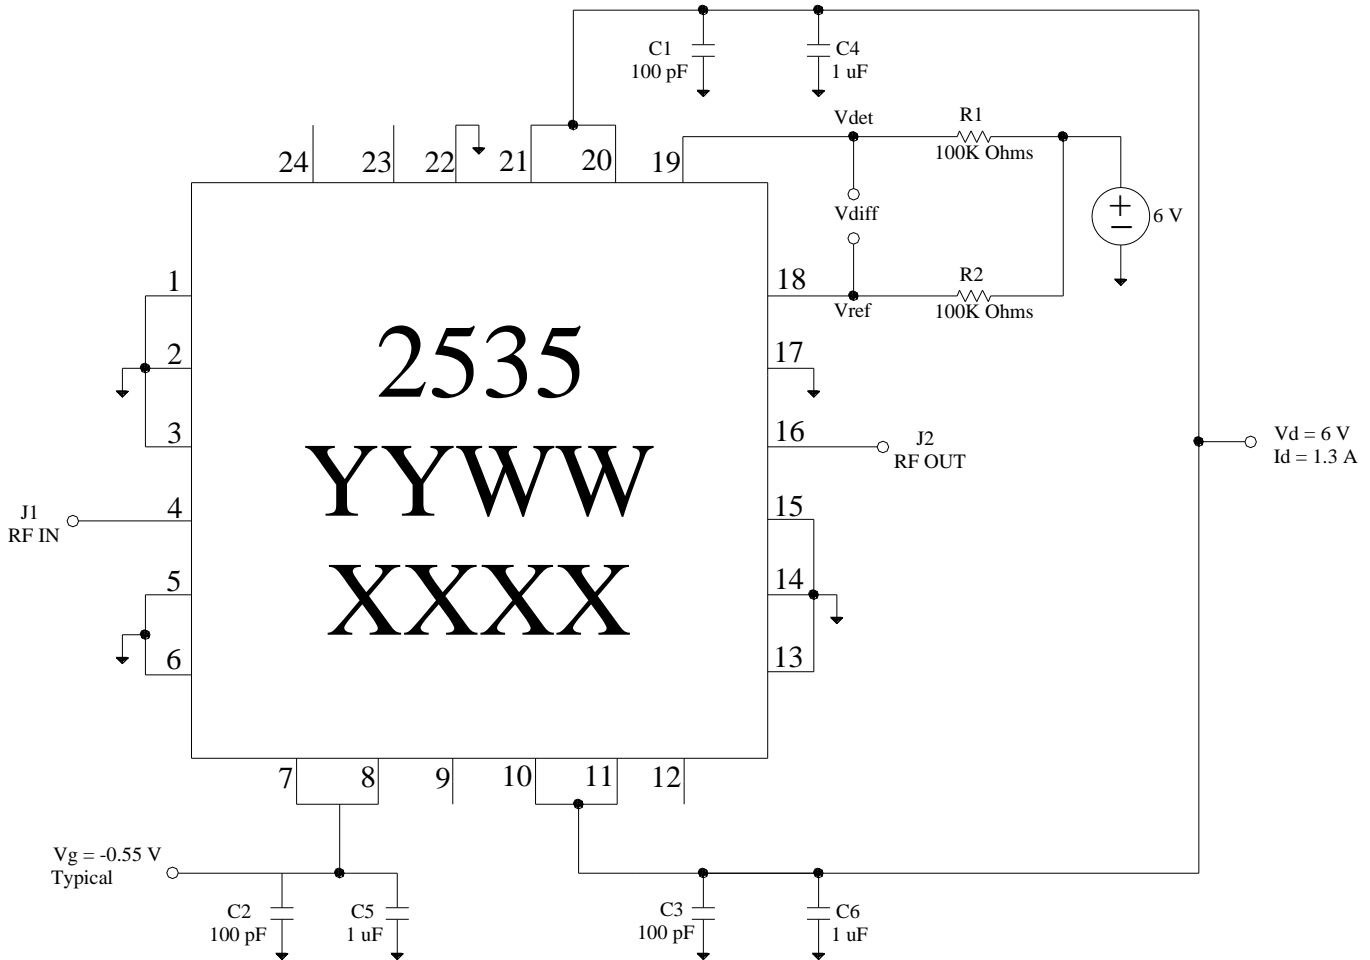 C1
100 pF
C4
1 uF
Vdet
R1
100K Ohms
24
23
22
21
20
19
Vdiff
+
−
6 V
1
18
R2
Vref
100K Ohms
2
17
2535
3
16
J2
RF OUT
Vd = 6 V
Id = 1.3 A
YYWW
J1
RF IN
4
15
5
14
XXXX
6
13
7
8
9
10
11
12
Vg = -0.55 V
Typical
C2
100 pF
C5
1 uF
C3
100 pF
C6
1 uF